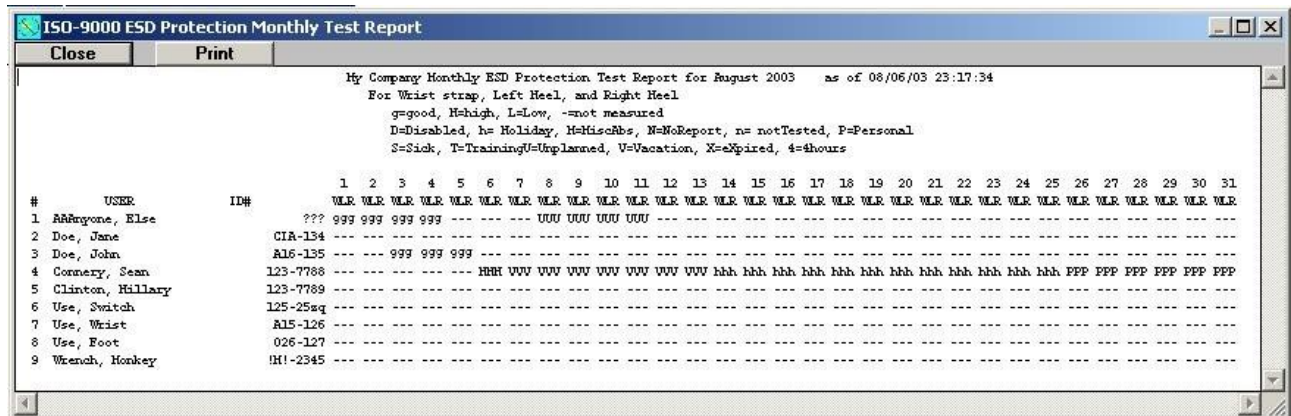 ISO-9000 ESD Protection Monthly Test Report
Close Print
My Company Monthly ESD Protection Test Report for August 2003 as of 08/06/03 23:17:34
For Wrist strap, Left Heel, and Right Heel
g=good, H=high, L=Low, -=not measured
D=Disabled, h= Holiday, M=MiscAbs, N=NoReport, n= notTested, P=Personal
S=Sick, T=TrainingU=Unplanned, V=Vacation, X=eXpired, 4=4hours
1 2 3 4 5 6 7 8 9 10 11 12 13 14 15 16 17 18 19 20 21 22 23 24 25 26 27 28 29 30 31
# USER ID# WLR WLR WLR WLR WLR WLR WLR WLR WLR WLR WLR WLR WLR WLR WLR WLR WLR WLR WLR WLR WLR WLR WLR WLR WLR WLR WLR WLR WLR WLR WLR
1 AAAnyone, Else ??? ggg ggg ggg ggg --- --- --- UUU UUU UUU UUU --- --- --- --- --- --- --- --- --- --- --- --- --- --- --- --- --- --- --- ---
2 Doe, Jane CIA-134 --- --- --- --- --- --- --- --- --- --- --- --- --- --- --- --- --- --- --- --- --- --- --- --- --- --- --- --- --- --- ---
3 Doe, John A16-135 --- --- ggg ggg ggg --- --- --- --- --- --- --- --- --- --- --- --- --- --- --- --- --- --- --- --- --- --- --- --- --- ---
4 Connery, Sean 123-7788 --- --- --- --- --- HHH VVV VVV VVV VVV VVV VVV VVV hhh hhh hhh hhh hhh hhh hhh hhh hhh hhh hhh hhh PPP PPP PPP PPP PPP PPP
5 Clinton, Hillary 123-7789 --- --- --- --- --- --- --- --- --- --- --- --- --- --- --- --- --- --- --- --- --- --- --- --- --- --- --- --- --- --- ---
6 Use, Switch 125-25zq --- --- --- --- --- --- --- --- --- --- --- --- --- --- --- --- --- --- --- --- --- --- --- --- --- --- --- --- --- --- ---
7 Use, Wrist A15-126 --- --- --- --- --- --- --- --- --- --- --- --- --- --- --- --- --- --- --- --- --- --- --- --- --- --- --- --- --- --- ---
8 Use, Foot 026-127 --- --- --- --- --- --- --- --- --- --- --- --- --- --- --- --- --- --- --- --- --- --- --- --- --- --- --- --- --- --- ---
9 Wrench, Monkey !M!-2345 --- --- --- --- --- --- --- --- --- --- --- --- --- --- --- --- --- --- --- --- --- --- --- --- --- --- --- --- --- --- ---